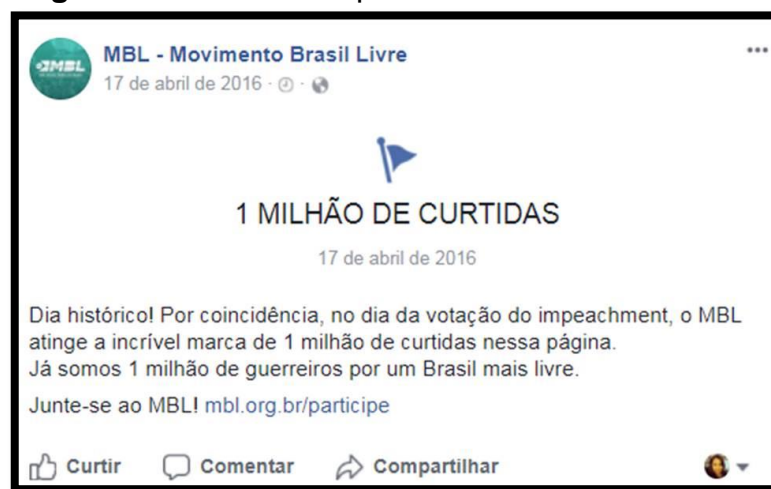 MBL - Movimento Brasil Livre
17 de abril de 2016
1 MILHÃO DE CURTIDAS
17 de abril de 2016
Dia histórico! Por coincidência, no dia da votação do impeachment, o MBL
atinge a incrível marca de 1 milhão de curtidas nessa página.
Já somos 1 milhão de guerreiros por um Brasil mais livre.
Junte-se ao MBL! mbl.org.br/participe
Curtir Comentar Compartilhar